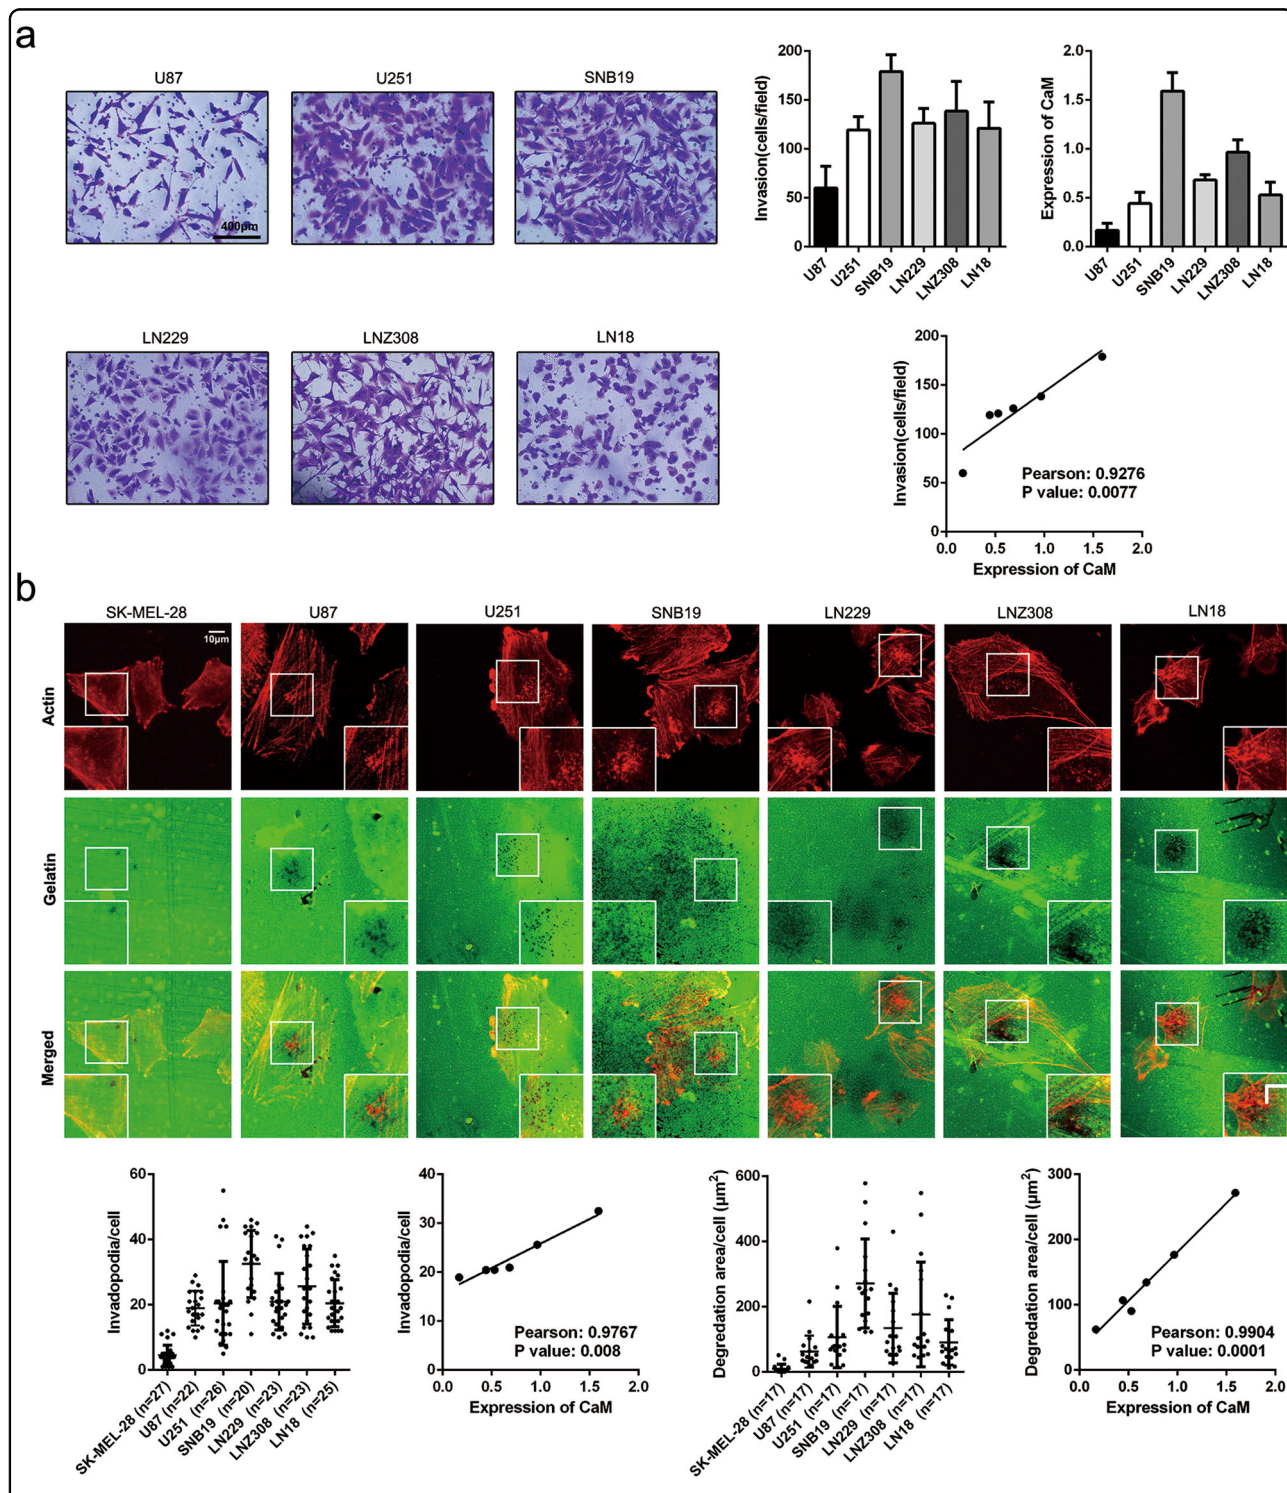 a
U87
U251
SNB19
400μm
LN229
LNZ308
LN18
Invasion(cells/field)
200
150
100
50
0
U87
U251
SNB19
LN229
LNZ308
LN18
Expression of CaM
2.0
1.5
1.0
0.5
0.0
U87
U251
SNB19
LN229
LNZ308
LN18
Invasion(cells/field)
200
150
100
50
0
Pearson: 0.9276
P value: 0.0077
0.0 0.5 1.0 1.5 2.0
Expression of CaM
b
SK-MEL-28
U87
U251
SNB19
LN229
LNZ308
LN18
10μm
Actin
Gelatin
Merged
Invadopodia/cell
60
40
20
0
SK-MEL-28 (n=27)
U87 (n=22)
U251 (n=26)
SNB19 (n=20)
LN229 (n=23)
LNZ308 (n=23)
LN18 (n=25)
Invadopodia/cell
40
30
20
10
0
Pearson: 0.9767
P value: 0.008
0.0 0.5 1.0 1.5 2.0
Expression of CaM
Degredation area/cell (μm²)
600
400
200
0
SK-MEL-28 (n=17)
U87 (n=17)
U251 (n=17)
SNB19 (n=17)
LN229 (n=17)
LNZ308 (n=17)
LN18 (n=17)
Degredation area/cell (μm²)
300
200
100
0
Pearson: 0.9904
P value: 0.0001
0.0 0.5 1.0 1.5 2.0
Expression of CaM